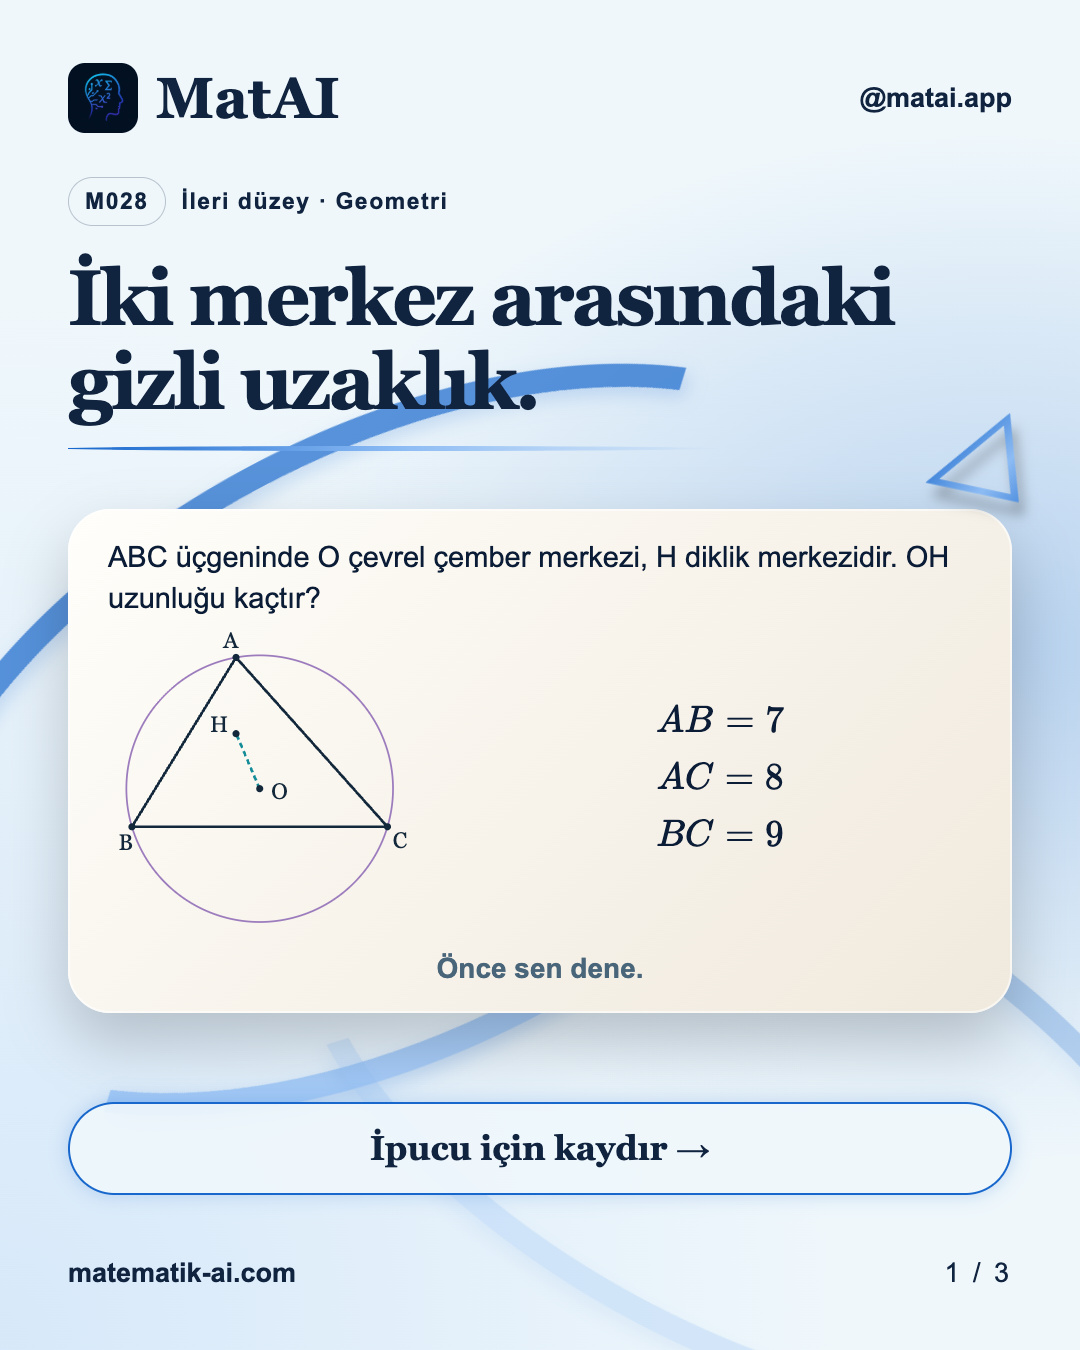 MatAI
@matai.app
M028
İleri düzey · Geometri
İki merkez arasındaki
gizli uzaklık.
ABC üçgeninde O çevrel çember merkezi, H diklik merkezidir. OH
uzunluğu kaçtır?
A
H
O
B
C
AB = 7
AC = 8
BC = 9
Önce sen dene.
İpucu için kaydır →
matematik-ai.com
1 / 3